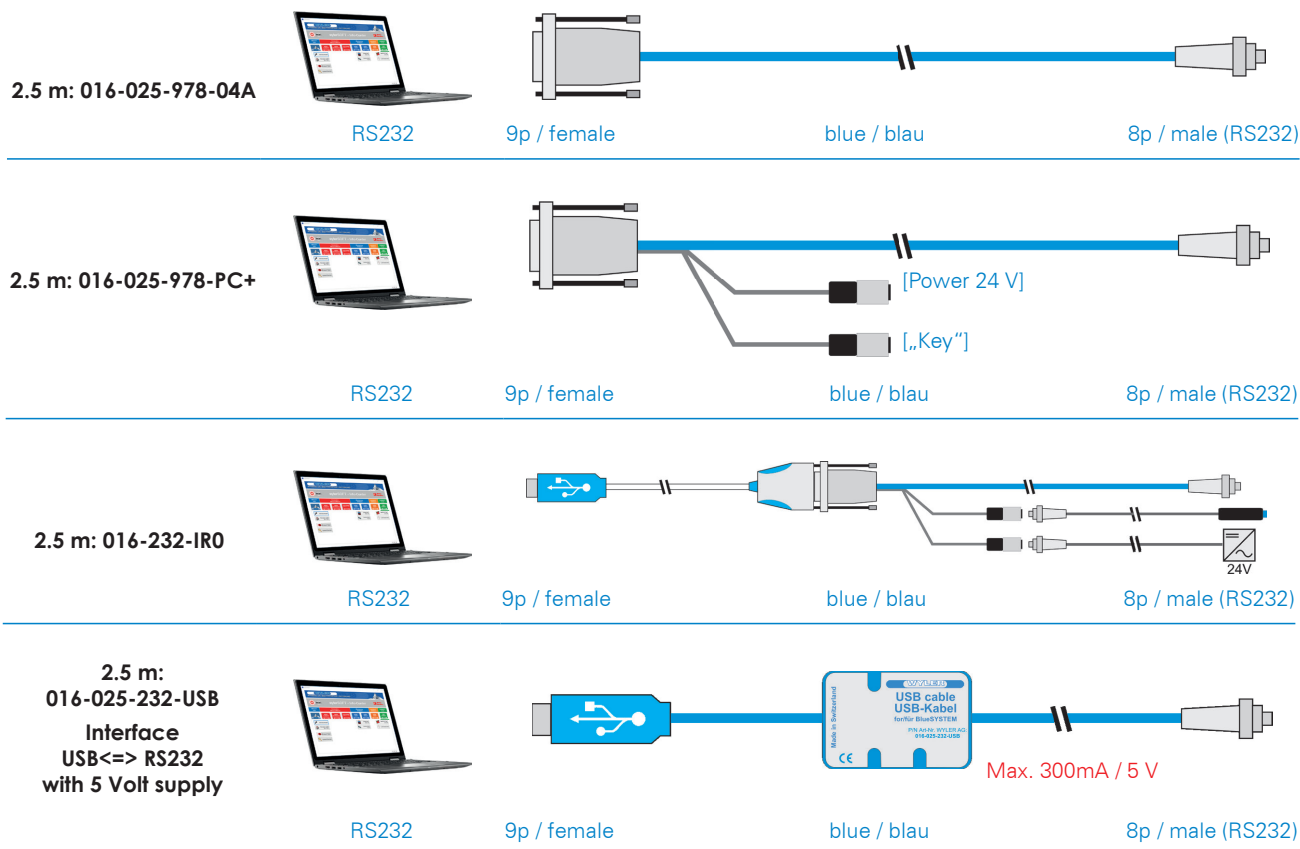 2.5 m: 016-025-978-04A
RS232
9p / female
blue / blau
8p / male (RS232)
2.5 m: 016-025-978-PC+
[Power 24 V]
[„Key"]
RS232
9p / female
blue / blau
8p / male (RS232)
2.5 m: 016-232-IR0
24V
RS232
9p / female
blue / blau
8p / male (RS232)
2.5 m:
016-025-232-USB
Interface
USB<=> RS232
with 5 Volt supply
Made in Switzerland
WYLER
USB cable
USB-Kabel
for/für BlueSYSTEM
P/N Art-Nr. WYLER AG:
016-025-232-USB
CE
Max. 300mA / 5 V
RS232
9p / female
blue / blau
8p / male (RS232)